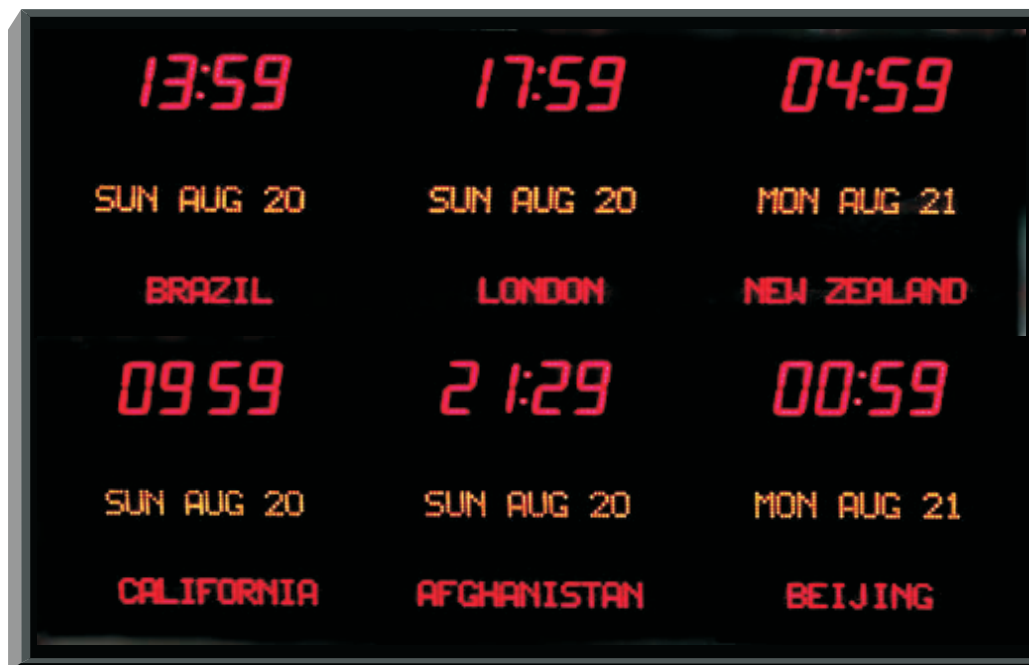 13:59 17:59 04:59
SUN AUG 20 SUN AUG 20 MON AUG 21
BRAZIL LONDON NEW ZEALAND
09 59 21:29 00:59
SUN AUG 20 SUN AUG 20 MON AUG 21
CALIFORNIA AFGHANISTAN BEIJING